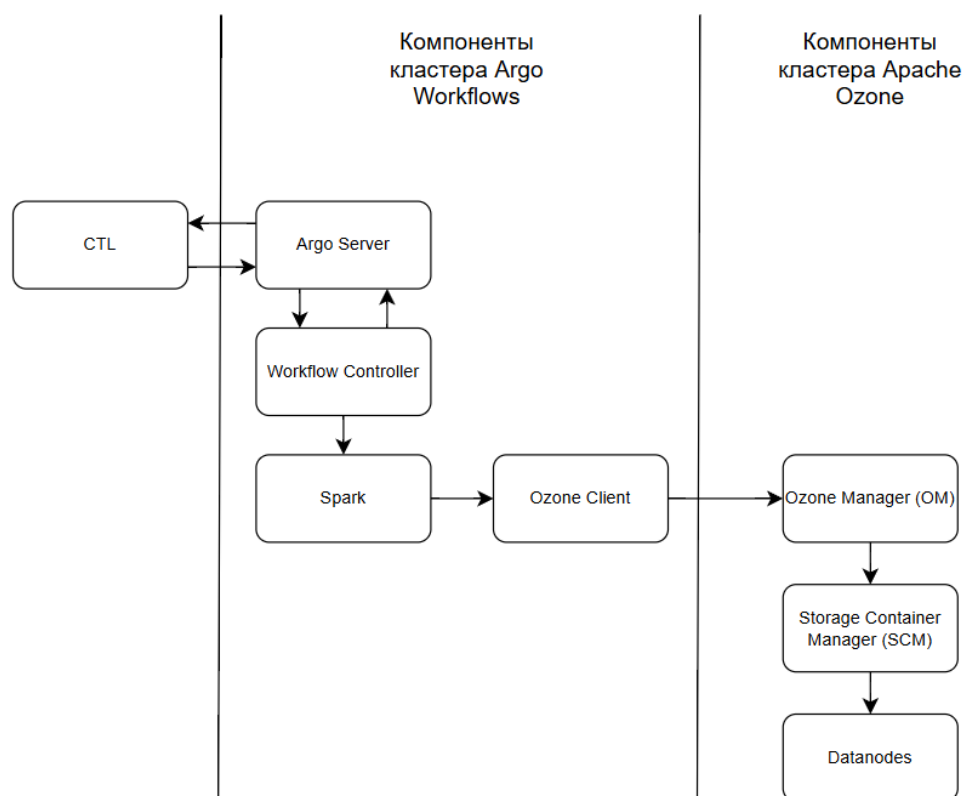 Компоненты
кластера Argo
Workflows
Компоненты
кластера Apache
Ozone
CTL
Argo Server
Workflow Controller
Spark
Ozone Client
Ozone Manager (OM)
Storage Container
Manager (SCM)
Datanodes